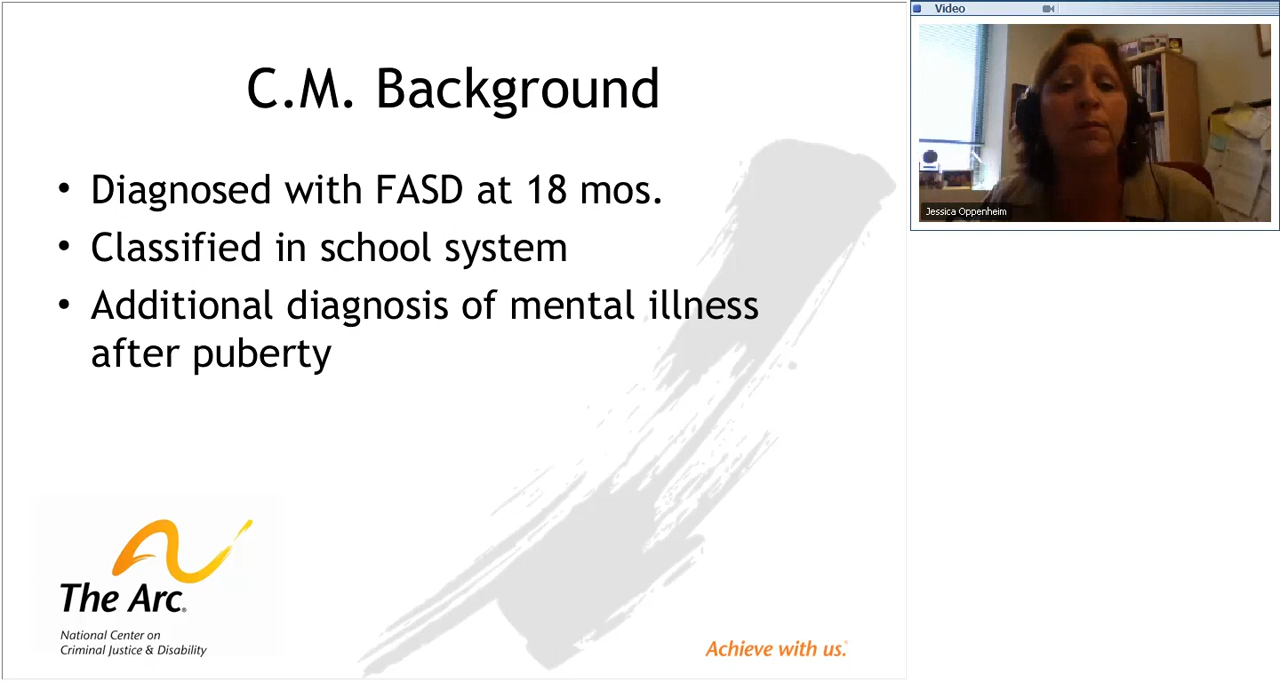 C.M. Background
• Diagnosed with FASD at 18 mos.
• Classified in school system
• Additional diagnosis of mental illness
after puberty
The Arc®
National Center on
Criminal Justice & Disability
Achieve with us.®
Video
Jessica Oppenheim